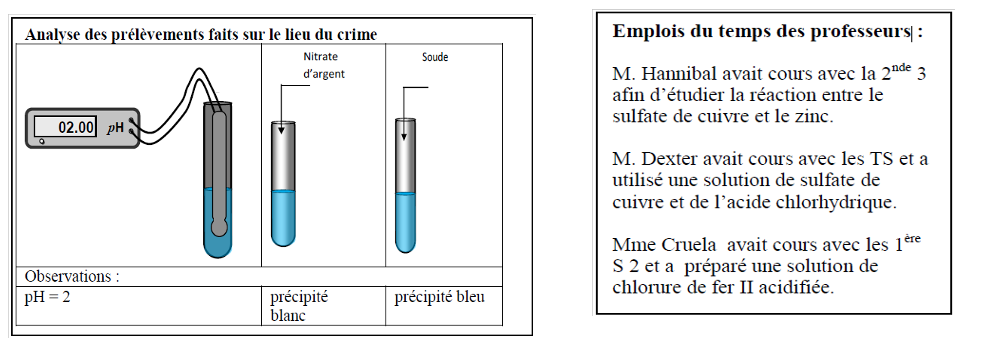 Analyse des prélèvements faits sur le lieu du crime
Nitrate
d'argent
Soude
02.00 pH
Observations :
pH = 2
précipité
blanc
précipité bleu
Emplois du temps des professeurs :
M. Hannibal avait cours avec la 2nde 3
afin d'étudier la réaction entre le
sulfate de cuivre et le zinc.
M. Dexter avait cours avec les TS et a
utilisé une solution de sulfate de
cuivre et de l'acide chlorhydrique.
Mme Cruela avait cours avec les 1ère
S 2 et a préparé une solution de
chlorure de fer II acidifiée.